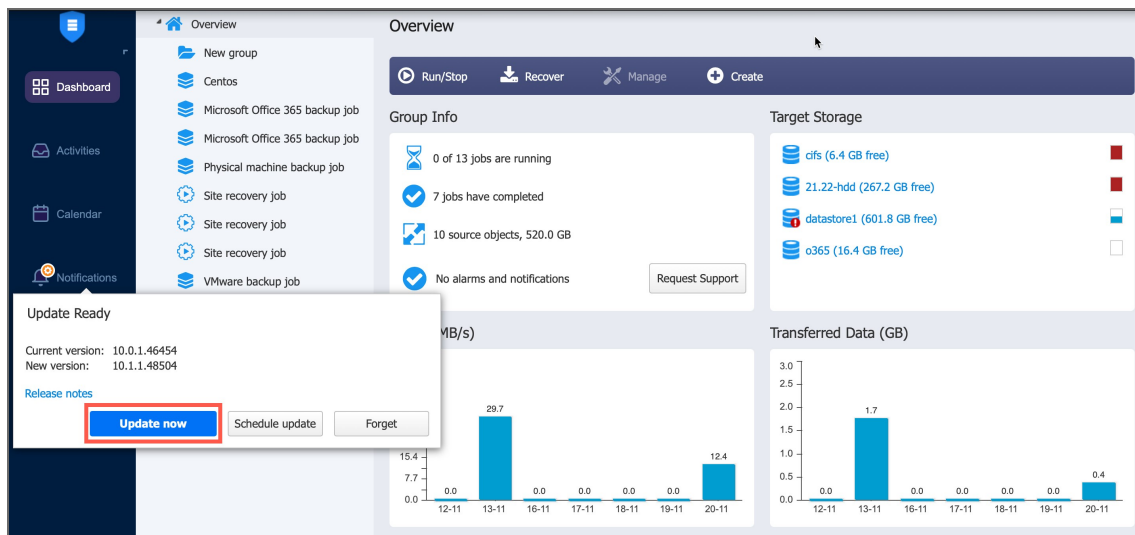 Dashboard
Activities
Calendar
Notifications
Overview
New group
Centos
Microsoft Office 365 backup job
Microsoft Office 365 backup job
Physical machine backup job
Site recovery job
Site recovery job
Site recovery job
VMware backup job
Overview
Run/Stop Recover Manage Create
Group Info
0 of 13 jobs are running
7 jobs have completed
10 source objects, 520.0 GB
No alarms and notifications Request Support
Target Storage
cifs (6.4 GB free)
21.22-hdd (267.2 GB free)
datastore1 (601.8 GB free)
o365 (16.4 GB free)
Update Ready
Current version: 10.0.1.46454
New version: 10.1.1.48504
Release notes
Update now Schedule update Forget
MB/s)
29.7
15.4
12.4
7.7
0.0 0.0 0.0 0.0 0.0 0.0
12-11 13-11 16-11 17-11 18-11 19-11 20-11
Transferred Data (GB)
3.0
2.5
2.0
1.7
1.5
1.0
0.5 0.4
0.0 0.0 0.0 0.0 0.0 0.0
12-11 13-11 16-11 17-11 18-11 19-11 20-11